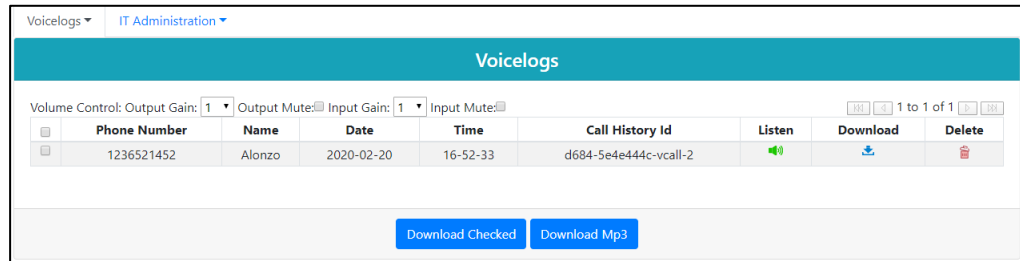 Voicelogs IT Administration
Voicelogs
Volume Control: Output Gain: 1 Output Mute: Input Gain: 1 Input Mute: 1 to 1 of 1
Phone Number Name Date Time Call History Id Listen Download Delete
1236521452 Alonzo 2020-02-20 16-52-33 d684-5e4e444c-vcall-2
Download Checked Download Mp3